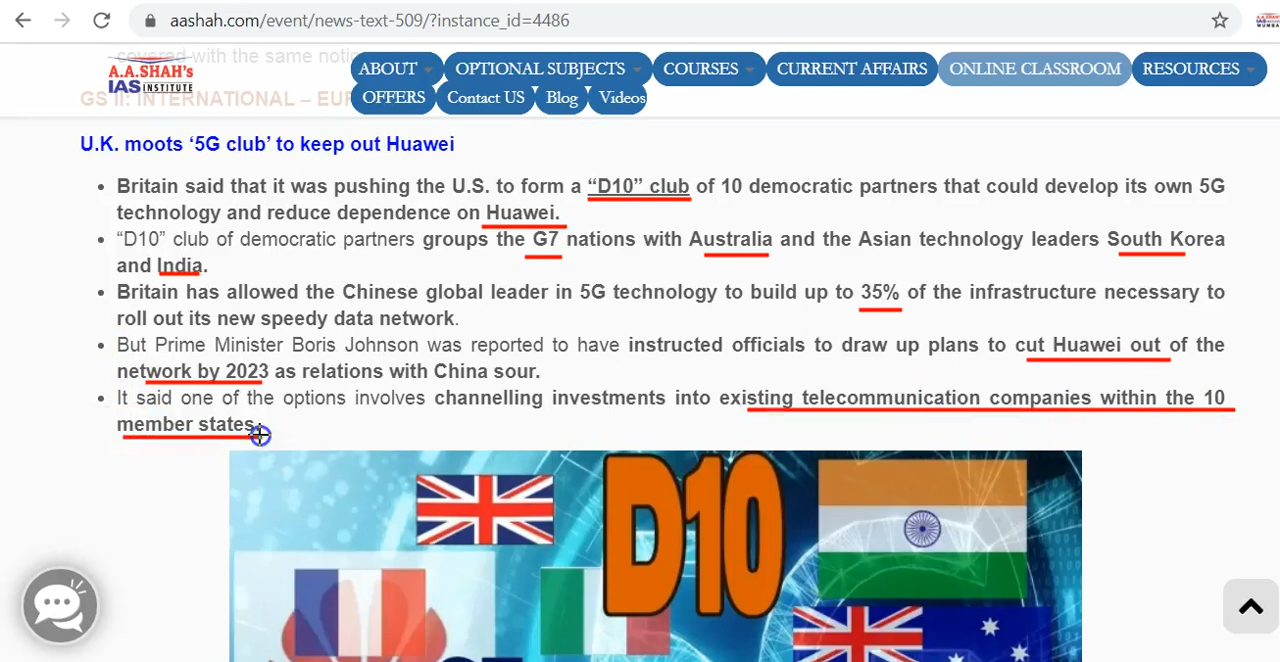 aashah.com/event/news-text-509/?instance_id=4486
covered with the same
A.A.SHAH's
IAS INSTITUTE
ABOUT OPTIONAL SUBJECTS COURSES CURRENT AFFAIRS ONLINE CLASSROOM RESOURCES
OFFERS Contact US Blog Videos
GS II: INTERNATIONAL –
U.K. moots ‘5G club’ to keep out Huawei
• Britain said that it was pushing the U.S. to form a “D10” club of 10 democratic partners that could develop its own 5G
technology and reduce dependence on Huawei.
• “D10” club of democratic partners groups the G7 nations with Australia and the Asian technology leaders South Korea
and India.
• Britain has allowed the Chinese global leader in 5G technology to build up to 35% of the infrastructure necessary to
roll out its new speedy data network.
• But Prime Minister Boris Johnson was reported to have instructed officials to draw up plans to cut Huawei out of the
network by 2023 as relations with China sour.
• It said one of the options involves channelling investments into existing telecommunication companies within the 10
member states.
D10